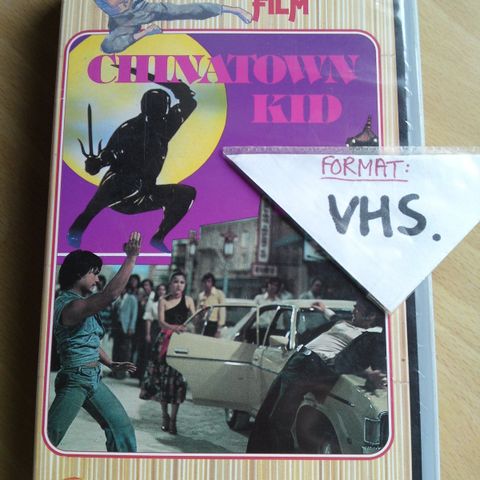 FILM
CHINATOWN
KID
FORMAT:
VHS.